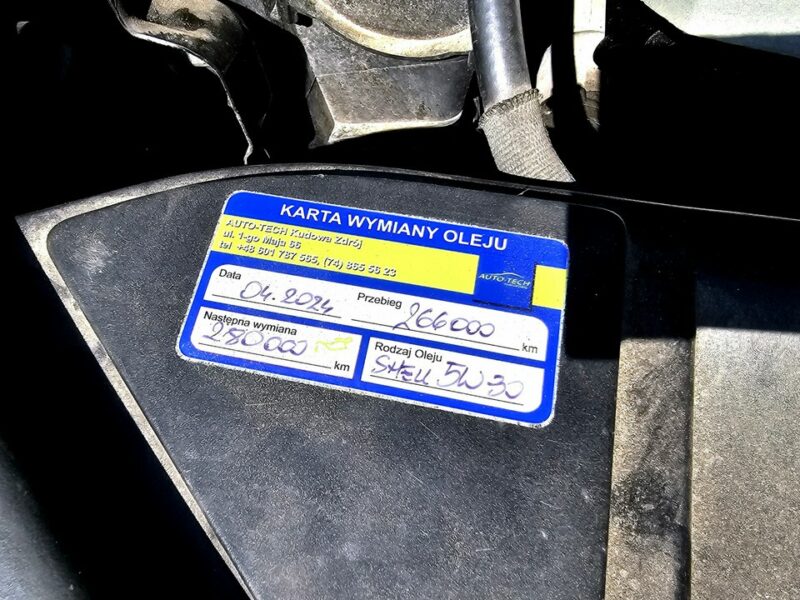 KARTA WYMIANY OLEJU
AUTO-TECH Kudowa Zdrój
ul. 1-go Maja 66
tel +48 601 787 565, (74) 865 56 23
AUTO-TECH
Data 04.2024 Przebieg 266000 km
Następna wymiana
280000 km
Rodzaj Oleju
SHELL 5W30